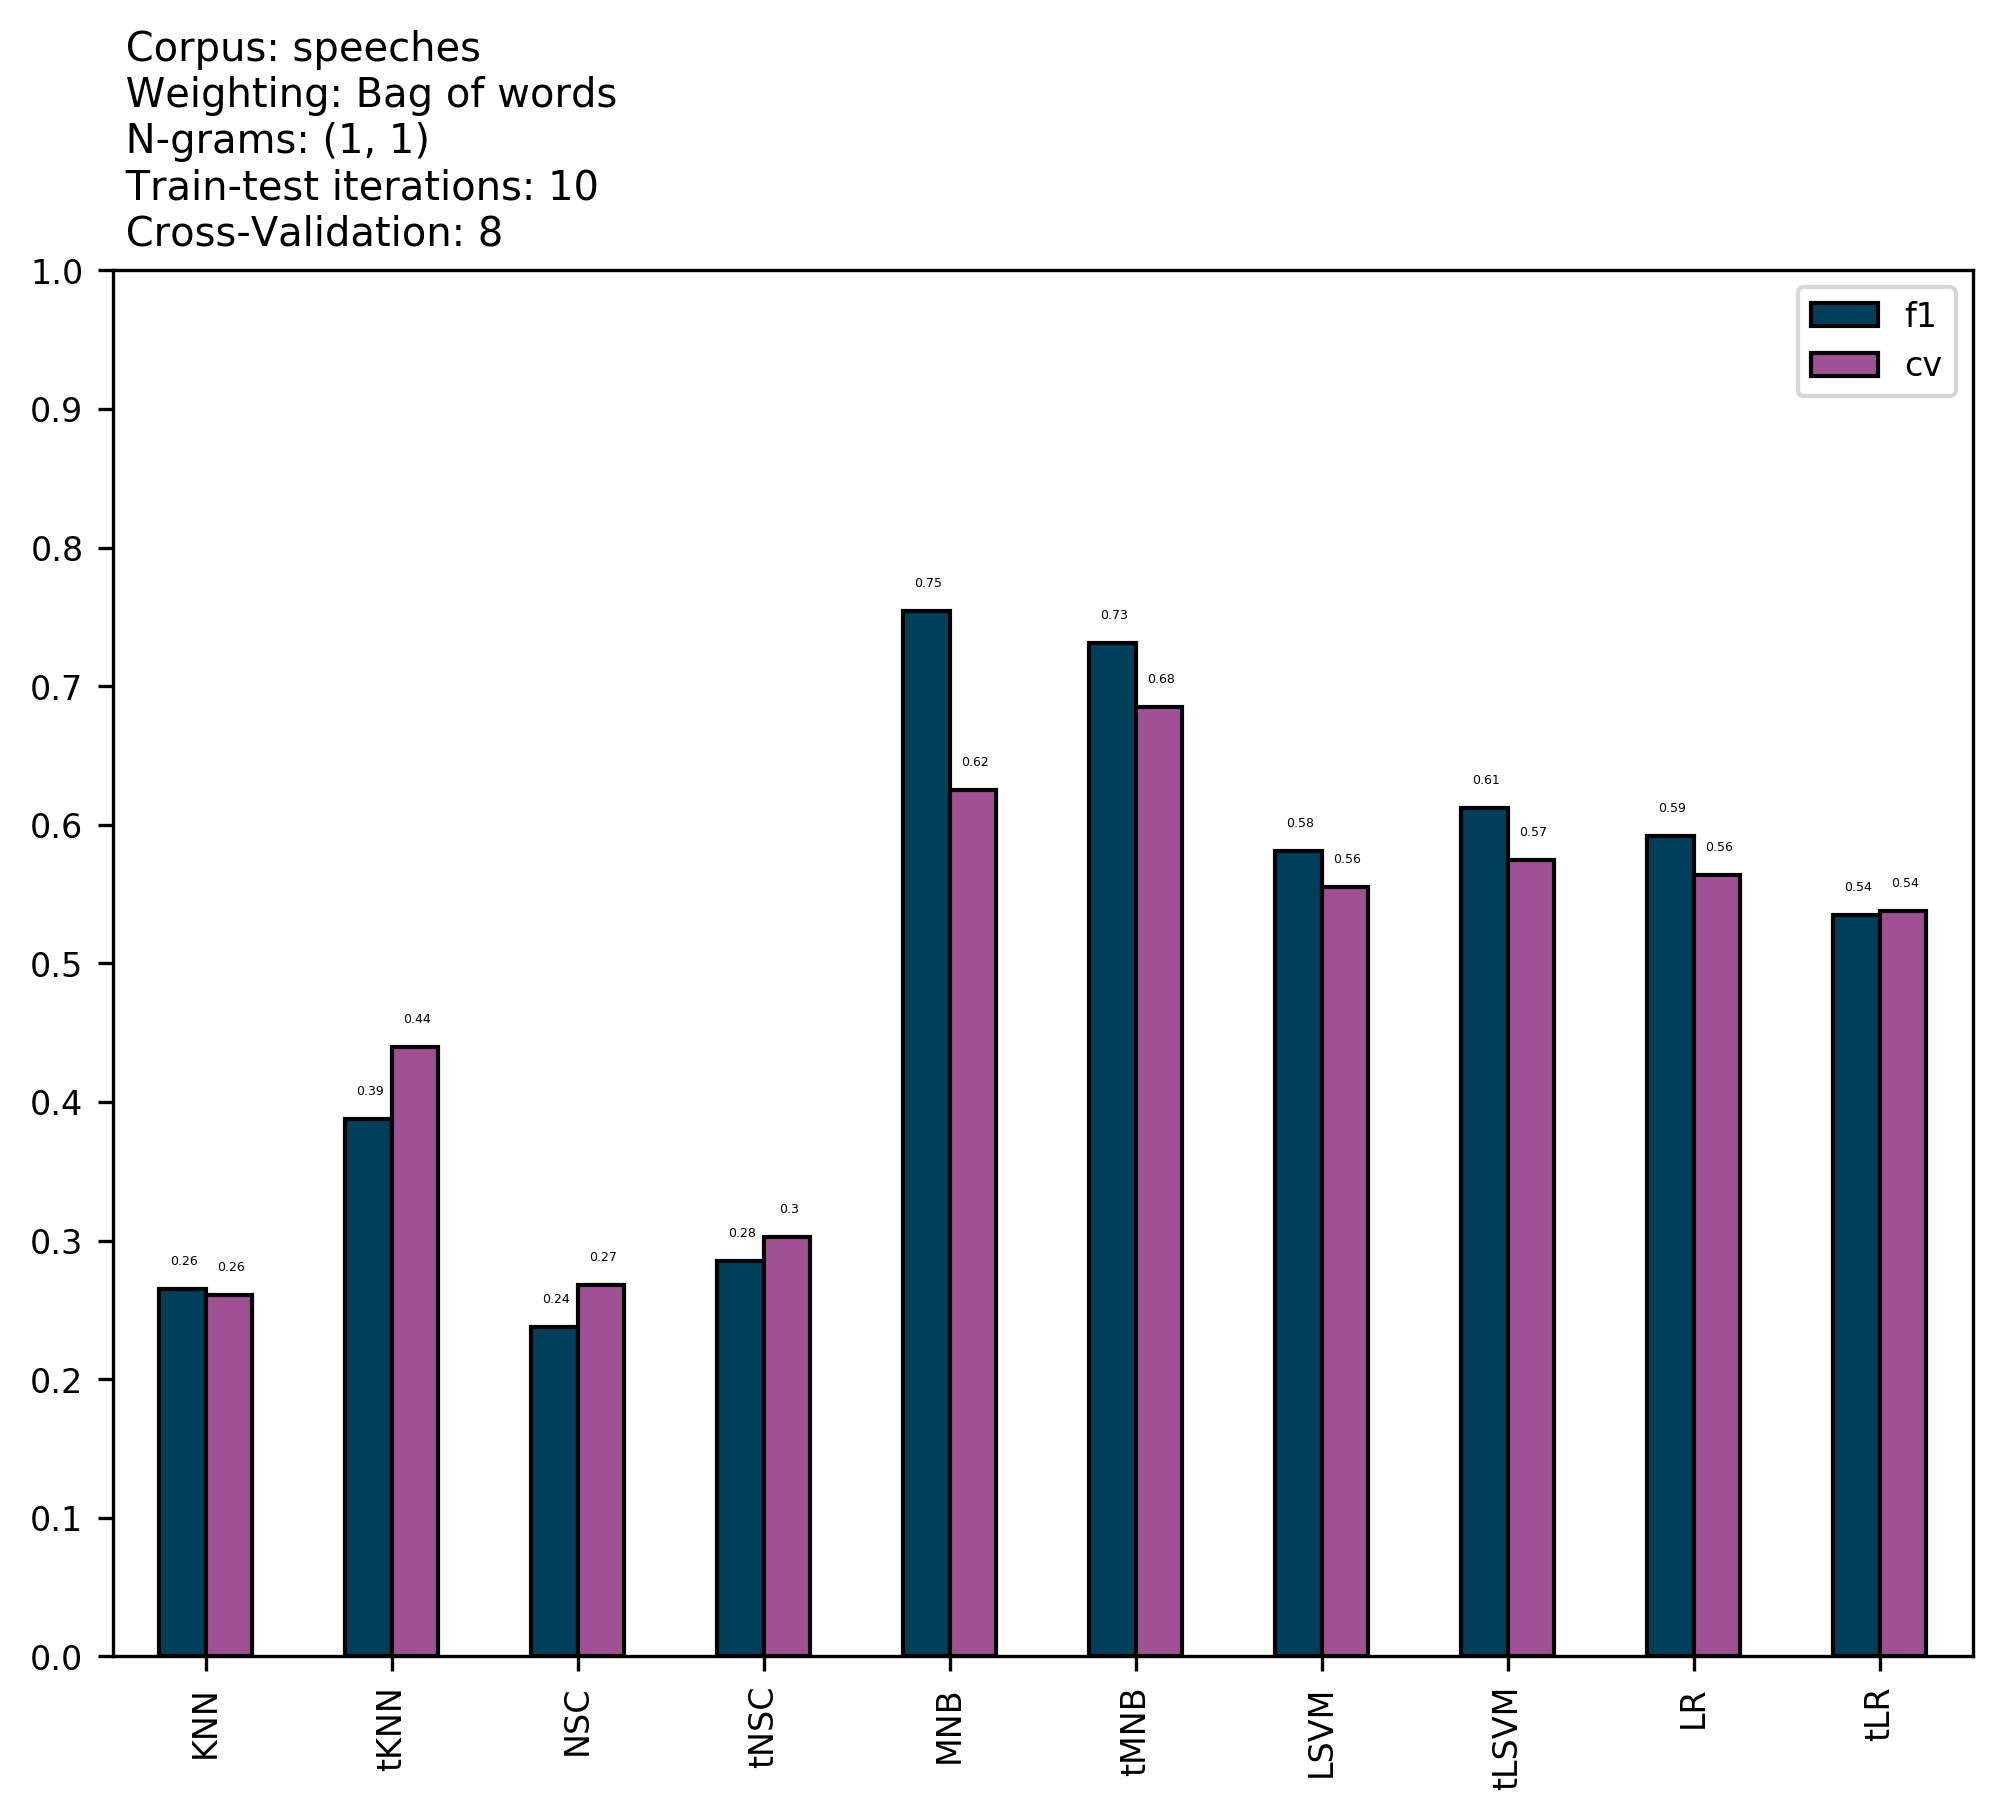 Corpus: speeches
Weighting: Bag of words
N-grams: (1, 1)
Train-test iterations: 10
Cross-Validation: 8
1.0
0.9
0.8
0.7
0.6
0.5
0.4
0.3
0.2
0.1
0.0
f1
cv
0.26 0.26
0.39 0.44
0.24 0.27
0.28 0.3
0.75 0.62
0.73 0.68
0.58 0.56
0.61 0.57
0.59 0.56
0.54 0.54
KNN
tKNN
NSC
tNSC
MNB
tMNB
LSVM
tLSVM
LR
tLR